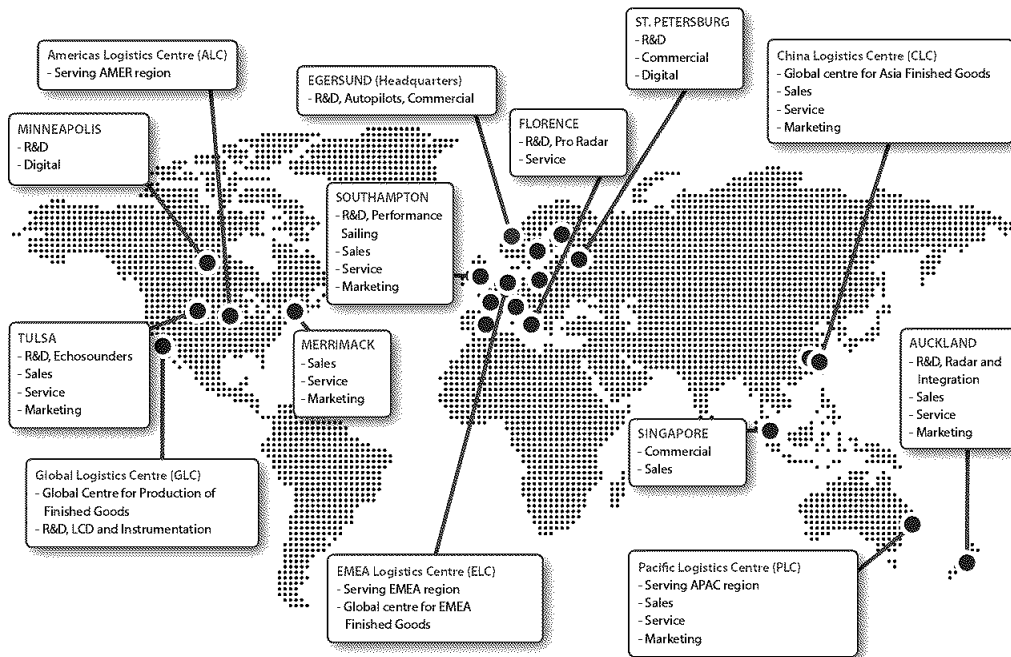 Americas Logistics Centre (ALC)
- Serving AMER region
MINNEAPOLIS
- R&D
- Digital
EGERSUND (Headquarters)
- R&D, Autopilots, Commercial
ST. PETERSBURG
- R&D
- Commercial
- Digital
FLORENCE
- R&D, Pro Radar
- Service
China Logistics Centre (CLC)
- Global centre for Asia Finished Goods
- Sales
- Service
- Marketing
SOUTHAMPTON
- R&D, Performance
Sailing
- Sales
- Service
- Marketing
TULSA
- R&D, Echosounders
- Sales
- Service
- Marketing
MERRIMACK
- Sales
- Service
- Marketing
AUCKLAND
- R&D, Radar and
Integration
- Sales
- Service
- Marketing
SINGAPORE
- Commercial
- Sales
Global Logistics Centre (GLC)
- Global Centre for Production of
Finished Goods
- R&D, LCD and Instrumentation
EMEA Logistics Centre (ELC)
- Serving EMEA region
- Global centre for EMEA
Finished Goods
Pacific Logistics Centre (PLC)
- Serving APAC region
- Sales
- Service
- Marketing